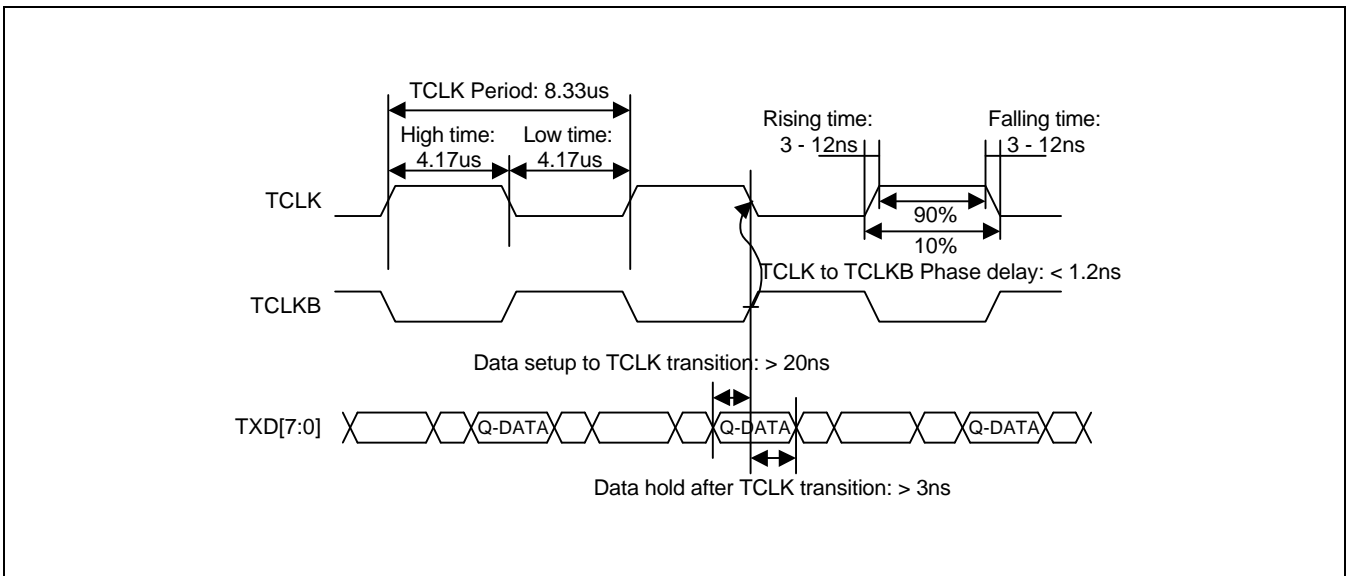 TCLK Period: 8.33us
High time:
4.17us
Low time:
4.17us
Rising time:
3 - 12ns
Falling time:
3 - 12ns
TCLK
90%
10%
TCLK to TCLKB Phase delay: < 1.2ns
TCLKB
Data setup to TCLK transition: > 20ns
TXD[7:0]
Q-DATA
Q-DATA
Q-DATA
Data hold after TCLK transition: > 3ns